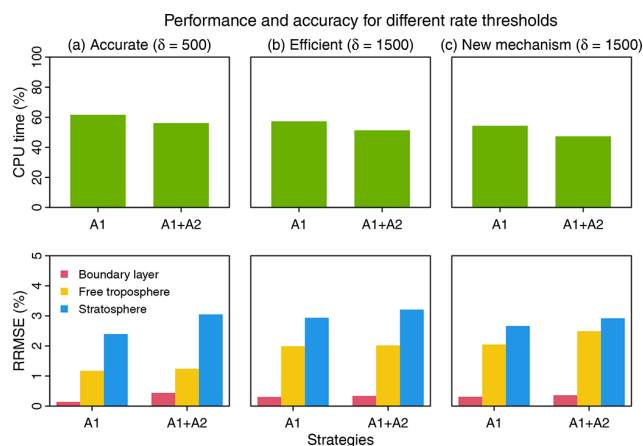 Performance and accuracy for different rate thresholds
(a) Accurate (δ = 500)
(b) Efficient (δ = 1500)
(c) New mechanism (δ = 1500)
CPU time (%)
100
80
60
40
20
0
A1
A1+A2
A1
A1+A2
A1
A1+A2
RRMSE (%)
5
4
3
2
1
0
Boundary layer
Free troposphere
Stratosphere
A1
A1+A2
A1
A1+A2
A1
A1+A2
Strategies